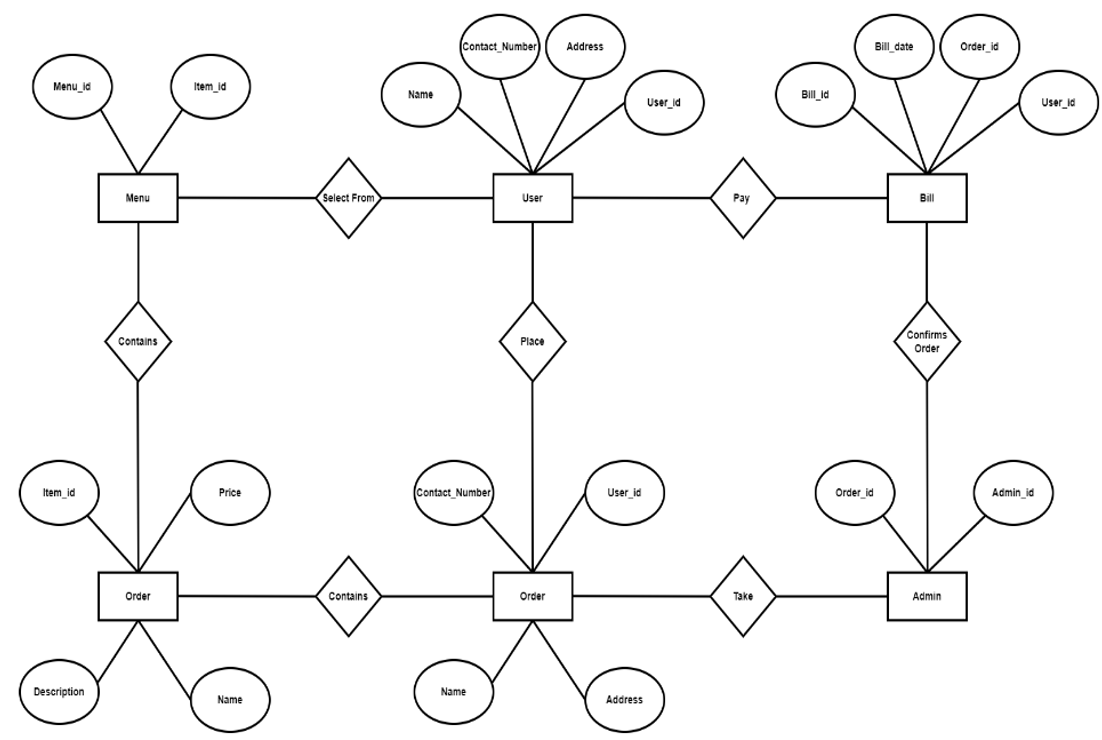 Contact_Number
Address
Bill_date
Order_id
Menu_id
Item_id
Name
User_id
Bill_id
User_id
Menu
Select From
User
Pay
Bill
Contains
Place
Confirms
Order
Item_id
Price
Contact_Number
User_id
Order_id
Admin_id
Order
Contains
Order
Take
Admin
Description
Name
Name
Address